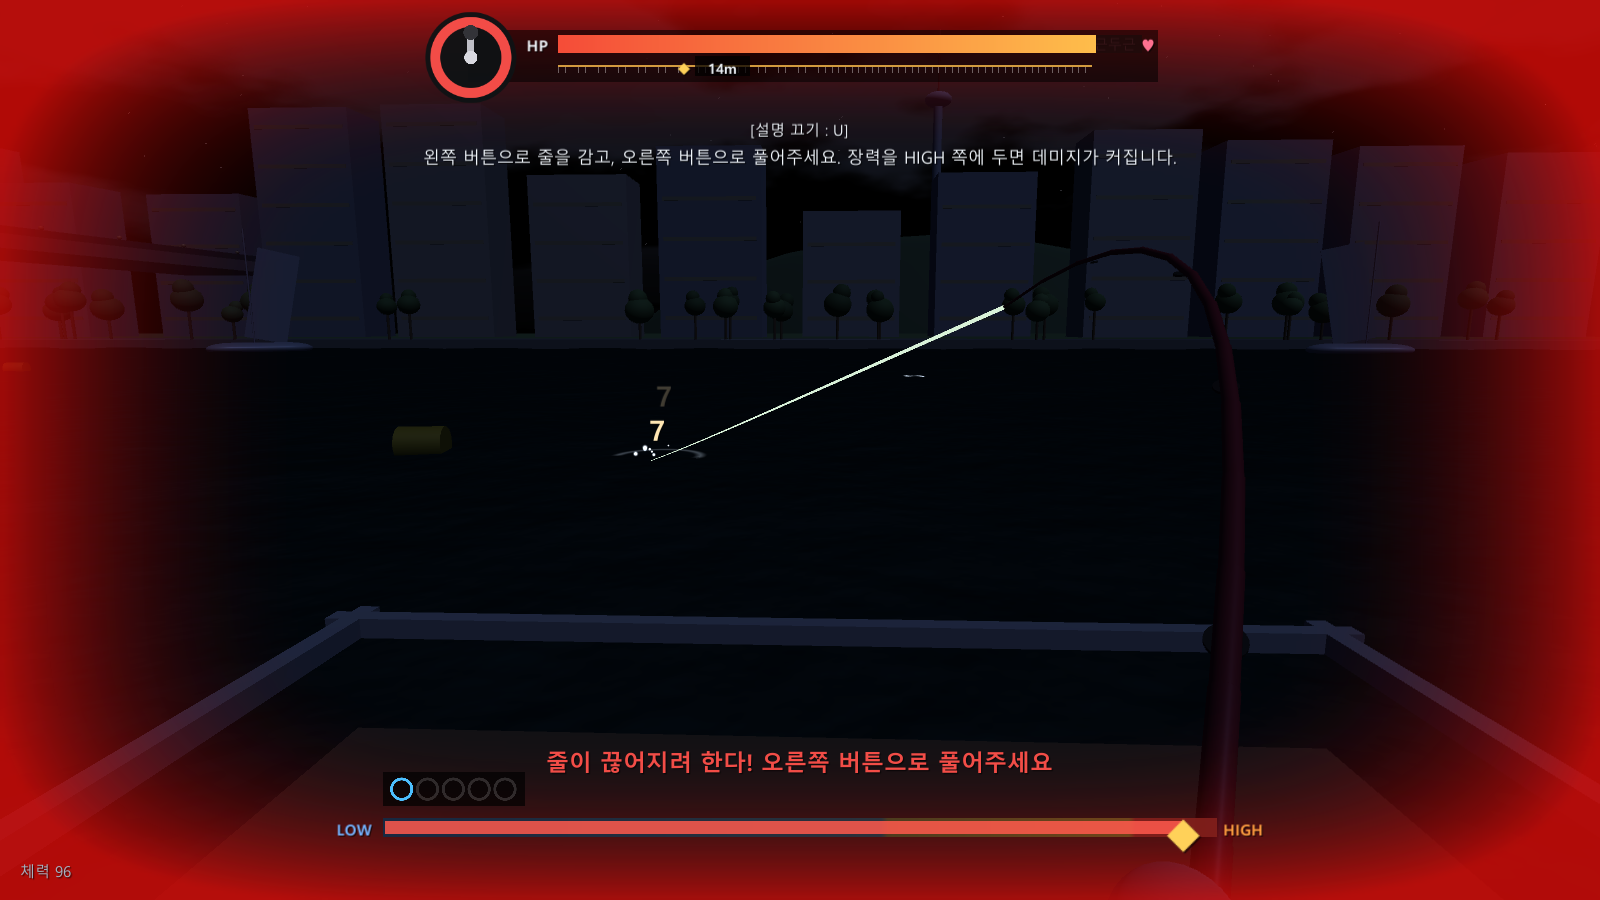 HP
14m
[설명 끄기 : U]
왼쪽 버튼으로 줄을 감고, 오른쪽 버튼으로 풀어주세요. 장력을 HIGH 쪽에 두면 데미지가 커집니다.
7
7
줄이 끊어지려 한다! 오른쪽 버튼으로 풀어주세요
LOW
HIGH
체력 96